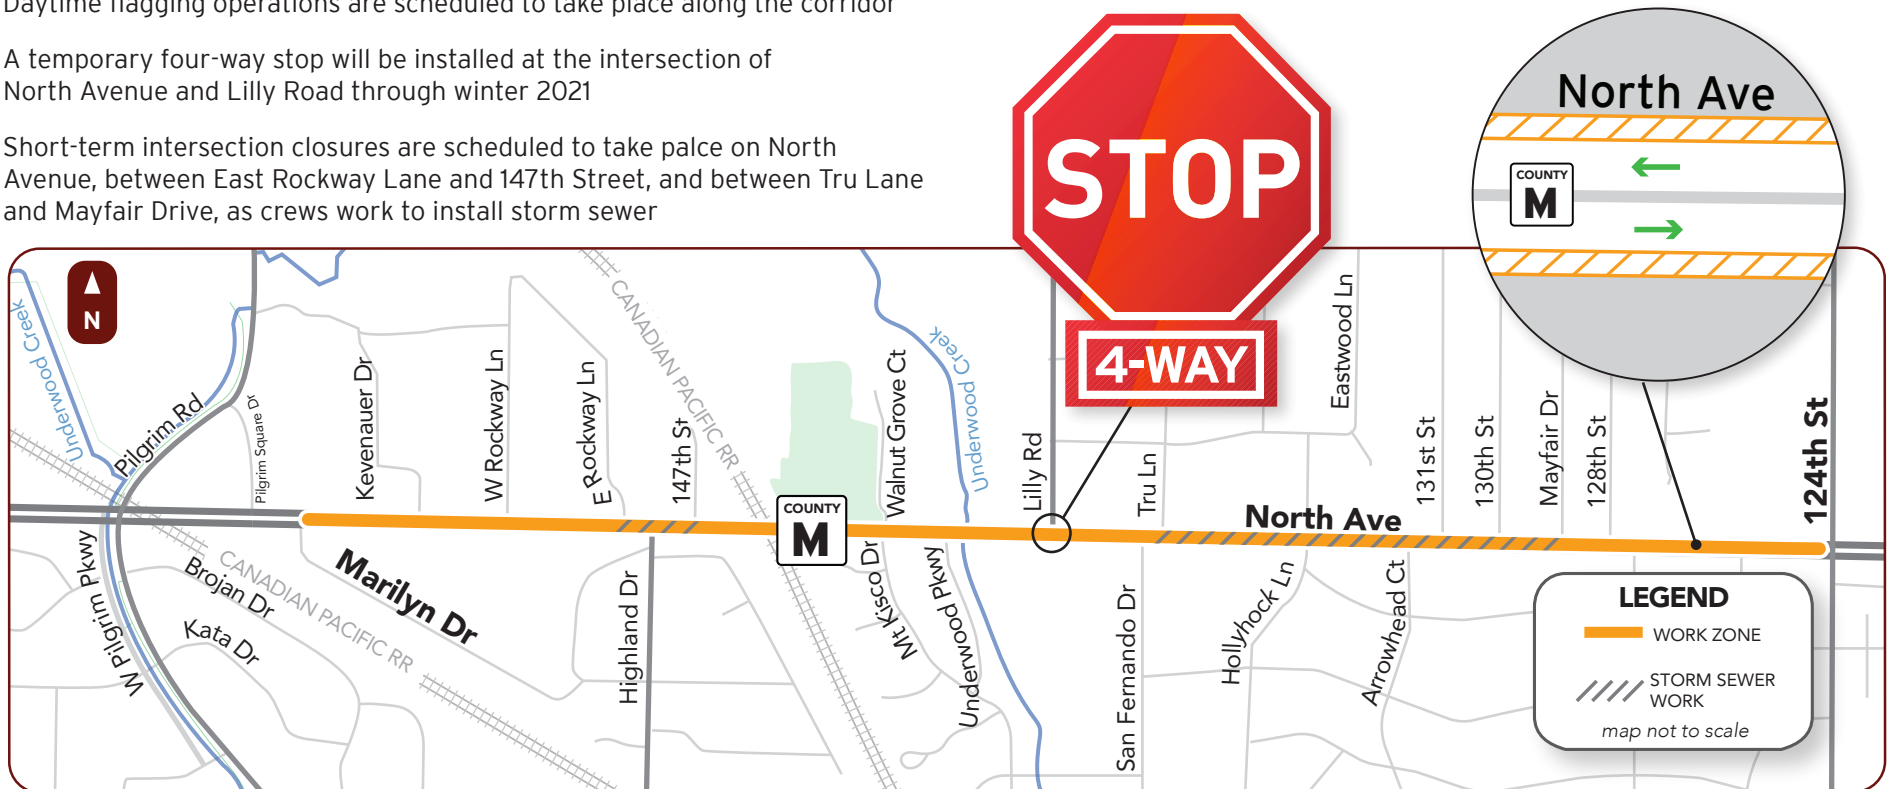 Daytime flagging operations are scheduled to take place along the corridor
A temporary four-way stop will be installed at the intersection of
North Avenue and Lilly Road through winter 2021
Short-term intersection closures are scheduled to take palce on North
Avenue, between East Rockway Lane and 147th Street, and between Tru Lane
and Mayfair Drive, as crews work to install storm sewer
STOP
4-WAY
North Ave
COUNTY
M
N
Underwood Creek
Underwood Creek
Pilgrim Rd
Pilgrim Square Dr
Kevenauer Dr
W Rockway Ln
E Rockway Ln
147th St
CANADIAN PACIFIC RR
Walnut Grove Ct
Underwood Creek
Underwood Creek
Lilly Rd
Tru Ln
Eastwood Ln
131st St
130th St
Mayfair Dr
128th St
124th St
COUNTY
M
North Ave
W Pilgrim Pkwy
Brojan Dr
Kata Dr
CANADIAN PACIFIC RR
Marilyn Dr
Highland Dr
Mt Kisco Dr
Underwood Pkwy
San Fernando Dr
Hollyhock Ln
Arrowhead Ct
LEGEND
WORK ZONE
STORM SEWER
WORK
map not to scale